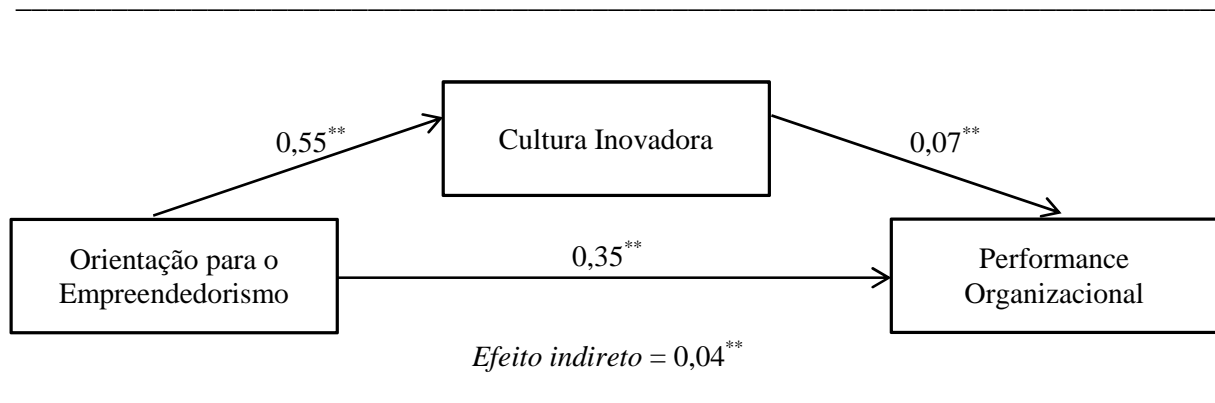 Cultura Inovadora
0,55**
0,07**
Orientação para o
Empreendedorismo
0,35**
Performance
Organizacional
Efeito indireto = 0,04**